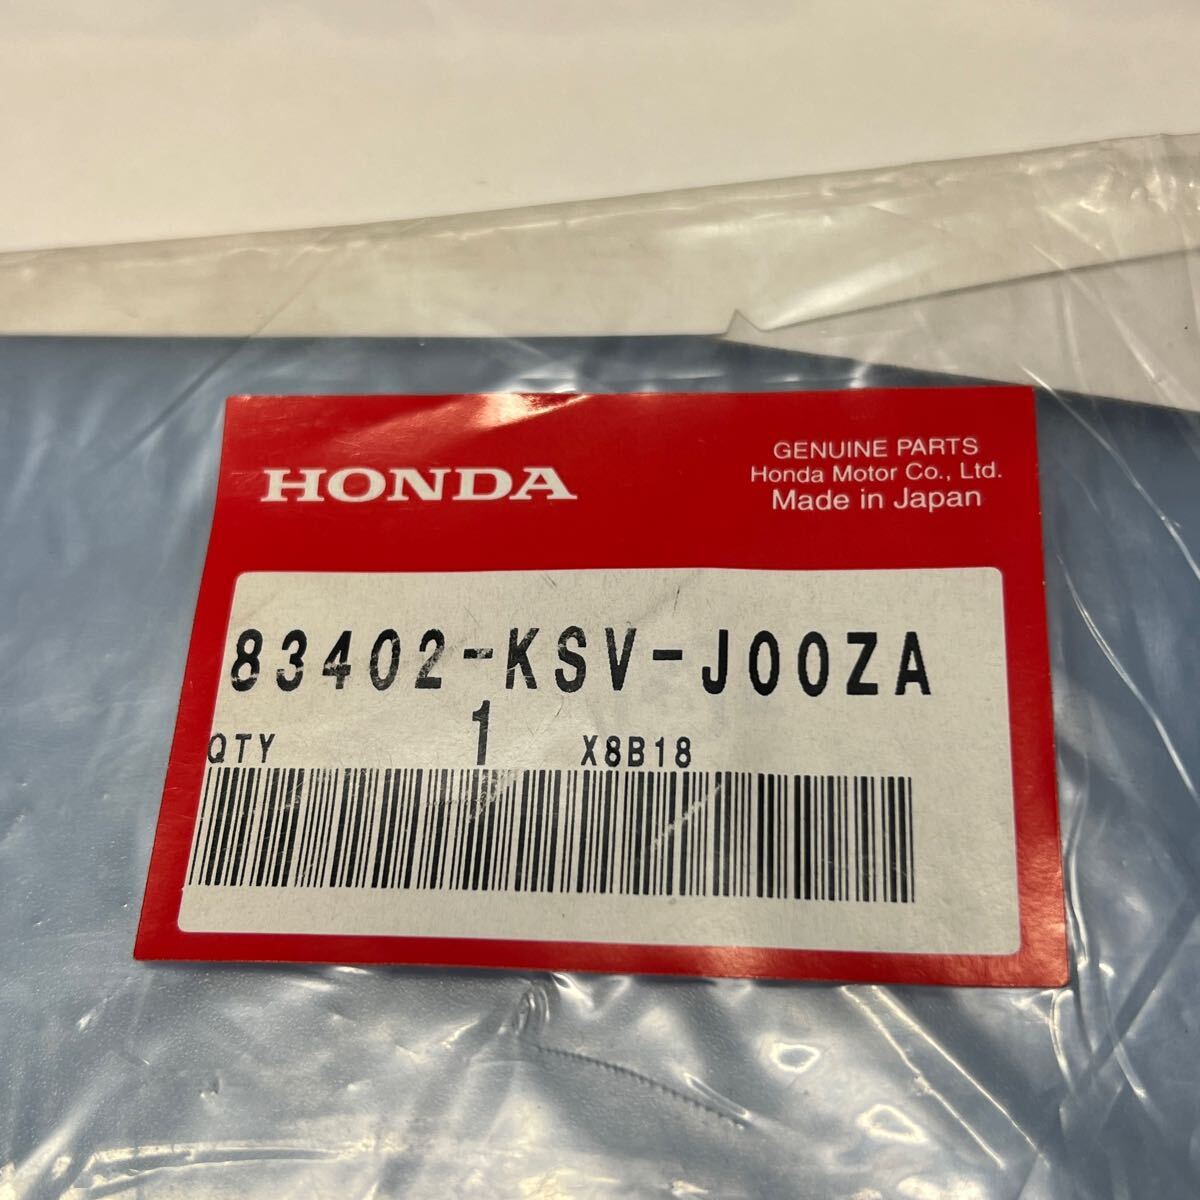 HONDA
GENUINE PARTS
Honda Motor Co., Ltd.
Made in Japan
83402-KSV-J00ZA
QTY 1 X8B18